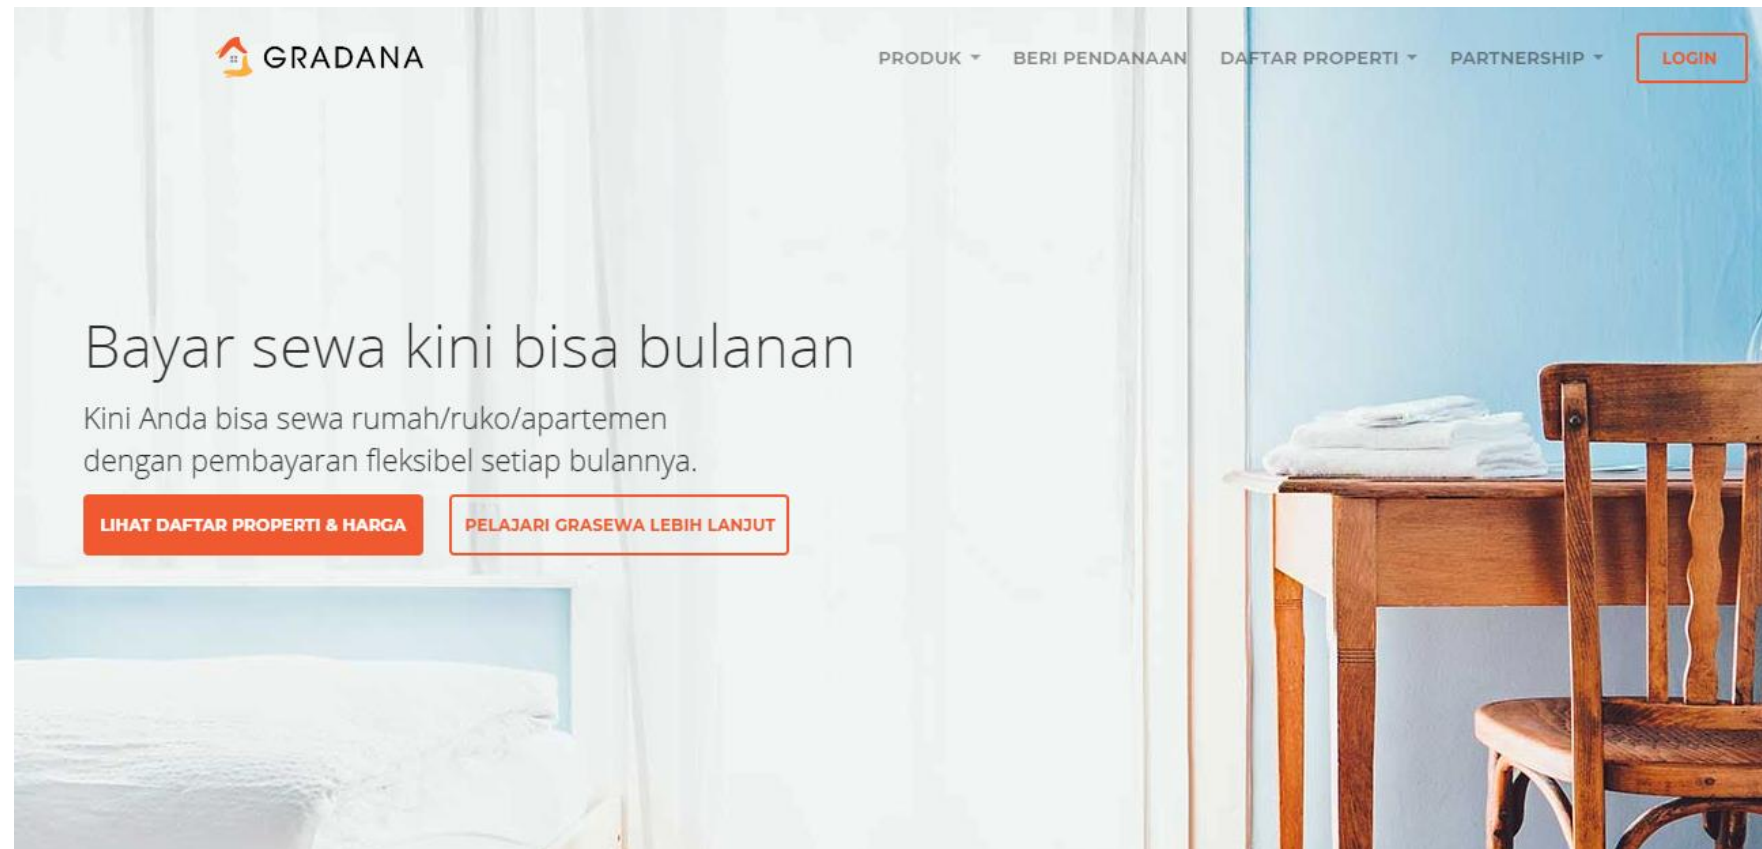 GRADANA
PRODUK
BERI PENDANAAN
DAFTAR PROPERTI
PARTNERSHIP
LOGIN
Bayar sewa kini bisa bulanan
Kini Anda bisa sewa rumah/ruko/apartemen
dengan pembayaran fleksibel setiap bulannya.
LIHAT DAFTAR PROPERTI & HARGA
PELAJARI GRASEWA LEBIH LANJUT